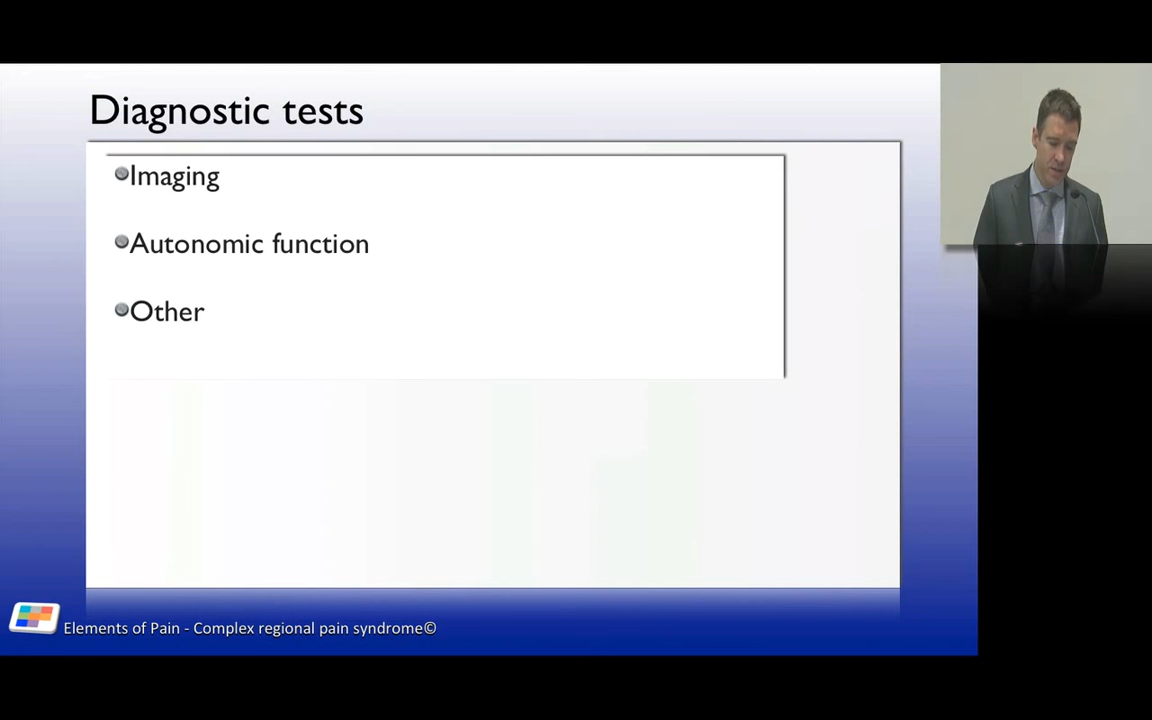 Diagnostic tests
Imaging
Autonomic function
Other
Elements of Pain - Complex regional pain syndrome©